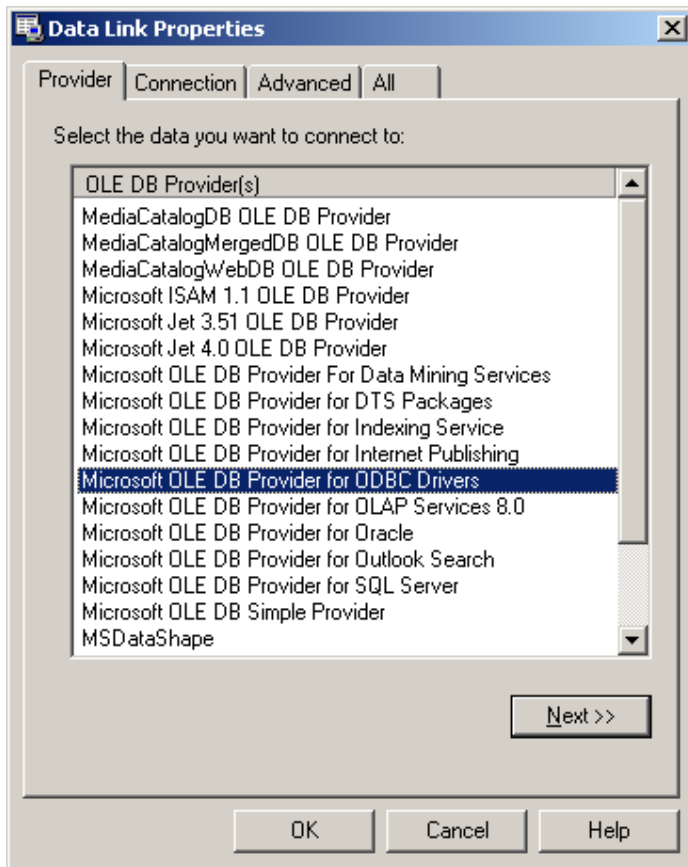 Data Link Properties
Provider Connection Advanced All
Select the data you want to connect to:
OLE DB Provider(s)
MediaCatalogDB OLE DB Provider
MediaCatalogMergedDB OLE DB Provider
MediaCatalogWebDB OLE DB Provider
Microsoft ISAM 1.1 OLE DB Provider
Microsoft Jet 3.51 OLE DB Provider
Microsoft Jet 4.0 OLE DB Provider
Microsoft OLE DB Provider For Data Mining Services
Microsoft OLE DB Provider for DTS Packages
Microsoft OLE DB Provider for Indexing Service
Microsoft OLE DB Provider for Internet Publishing
Microsoft OLE DB Provider for ODBC Drivers
Microsoft OLE DB Provider for OLAP Services 8.0
Microsoft OLE DB Provider for Oracle
Microsoft OLE DB Provider for Outlook Search
Microsoft OLE DB Provider for SQL Server
Microsoft OLE DB Simple Provider
MSDataShape
Next >>
OK Cancel Help